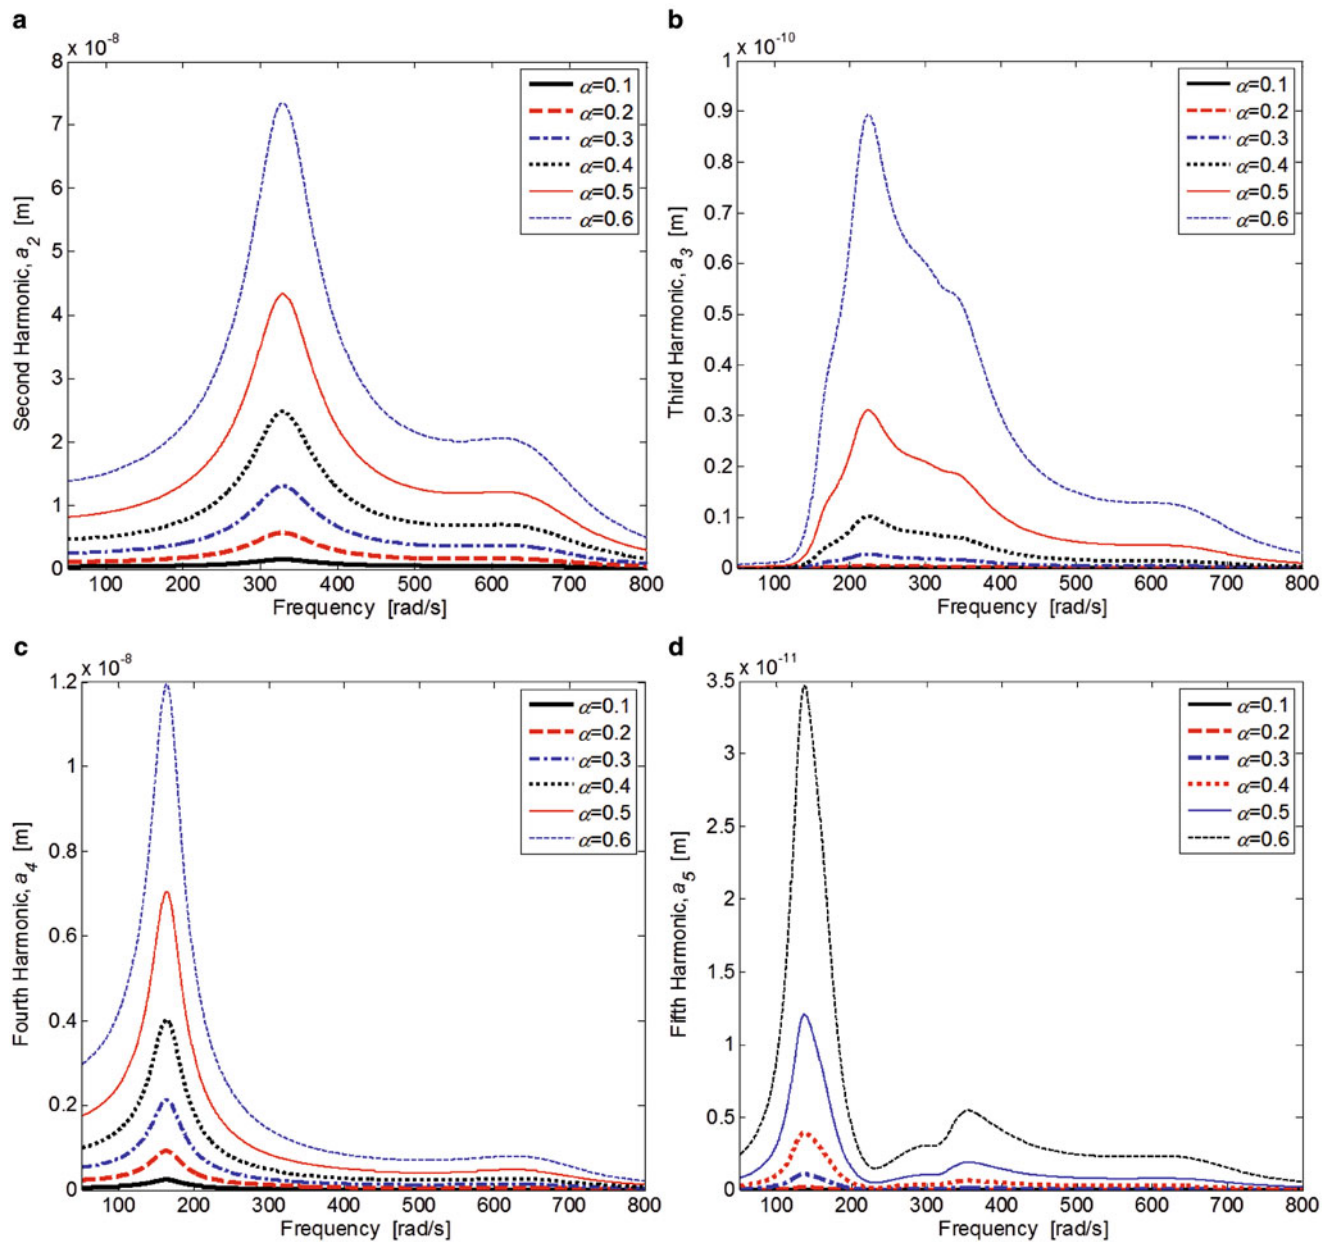 a
x 10⁻⁸
8
7
6
5
4
3
2
1
0
Second Harmonic, a₂ [m]
100 200 300 400 500 600 700 800
Frequency [rad/s]
α=0.1
α=0.2
α=0.3
α=0.4
α=0.5
α=0.6
b
x 10⁻¹⁰
1
0.9
0.8
0.7
0.6
0.5
0.4
0.3
0.2
0.1
0
Third Harmonic, a₃ [m]
100 200 300 400 500 600 700 800
Frequency [rad/s]
α=0.1
α=0.2
α=0.3
α=0.4
α=0.5
α=0.6
c
x 10⁻⁸
1.2
1
0.8
0.6
0.4
0.2
0
Fourth Harmonic, a₄ [m]
100 200 300 400 500 600 700 800
Frequency [rad/s]
α=0.1
α=0.2
α=0.3
α=0.4
α=0.5
α=0.6
d
x 10⁻¹¹
3.5
3
2.5
2
1.5
1
0.5
0
Fifth Harmonic, a₅ [m]
100 200 300 400 500 600 700 800
Frequency [rad/s]
α=0.1
α=0.2
α=0.3
α=0.4
α=0.5
α=0.6